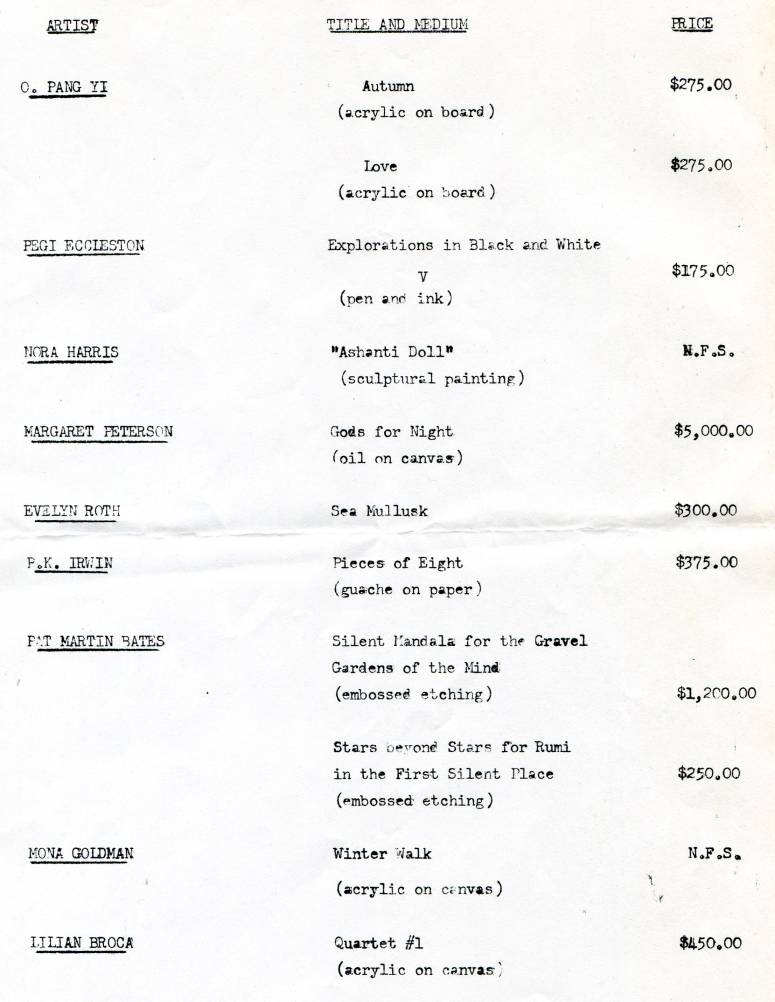 ARTIST TITLE AND MEDIUM PRICE
O. PANG YI Autumn $275.00
(acrylic on board)
Love $275.00
(acrylic on board)
PEGI ECCLESTON Explorations in Black and White
V $175.00
(pen and ink)
NORA HARRIS "Ashanti Doll" N.F.S.
(sculptural painting)
MARGARET PETERSON Gods for Night $5,000.00
(oil on canvas)
EVELYN ROTH Sea Mullusk $300.00
P.K. IRWIN Pieces of Eight $375.00
(guache on paper)
PAT MARTIN BATES Silent Mandala for the Gravel
Gardens of the Mind
(embossed etching) $1,200.00
Stars beyond Stars for Rumi
in the First Silent Place $250.00
(embossed etching)
MONA GOLDMAN Winter Walk N.F.S.
(acrylic on canvas)
LILIAN BROCA Quartet #1 $450.00
(acrylic on canvas)